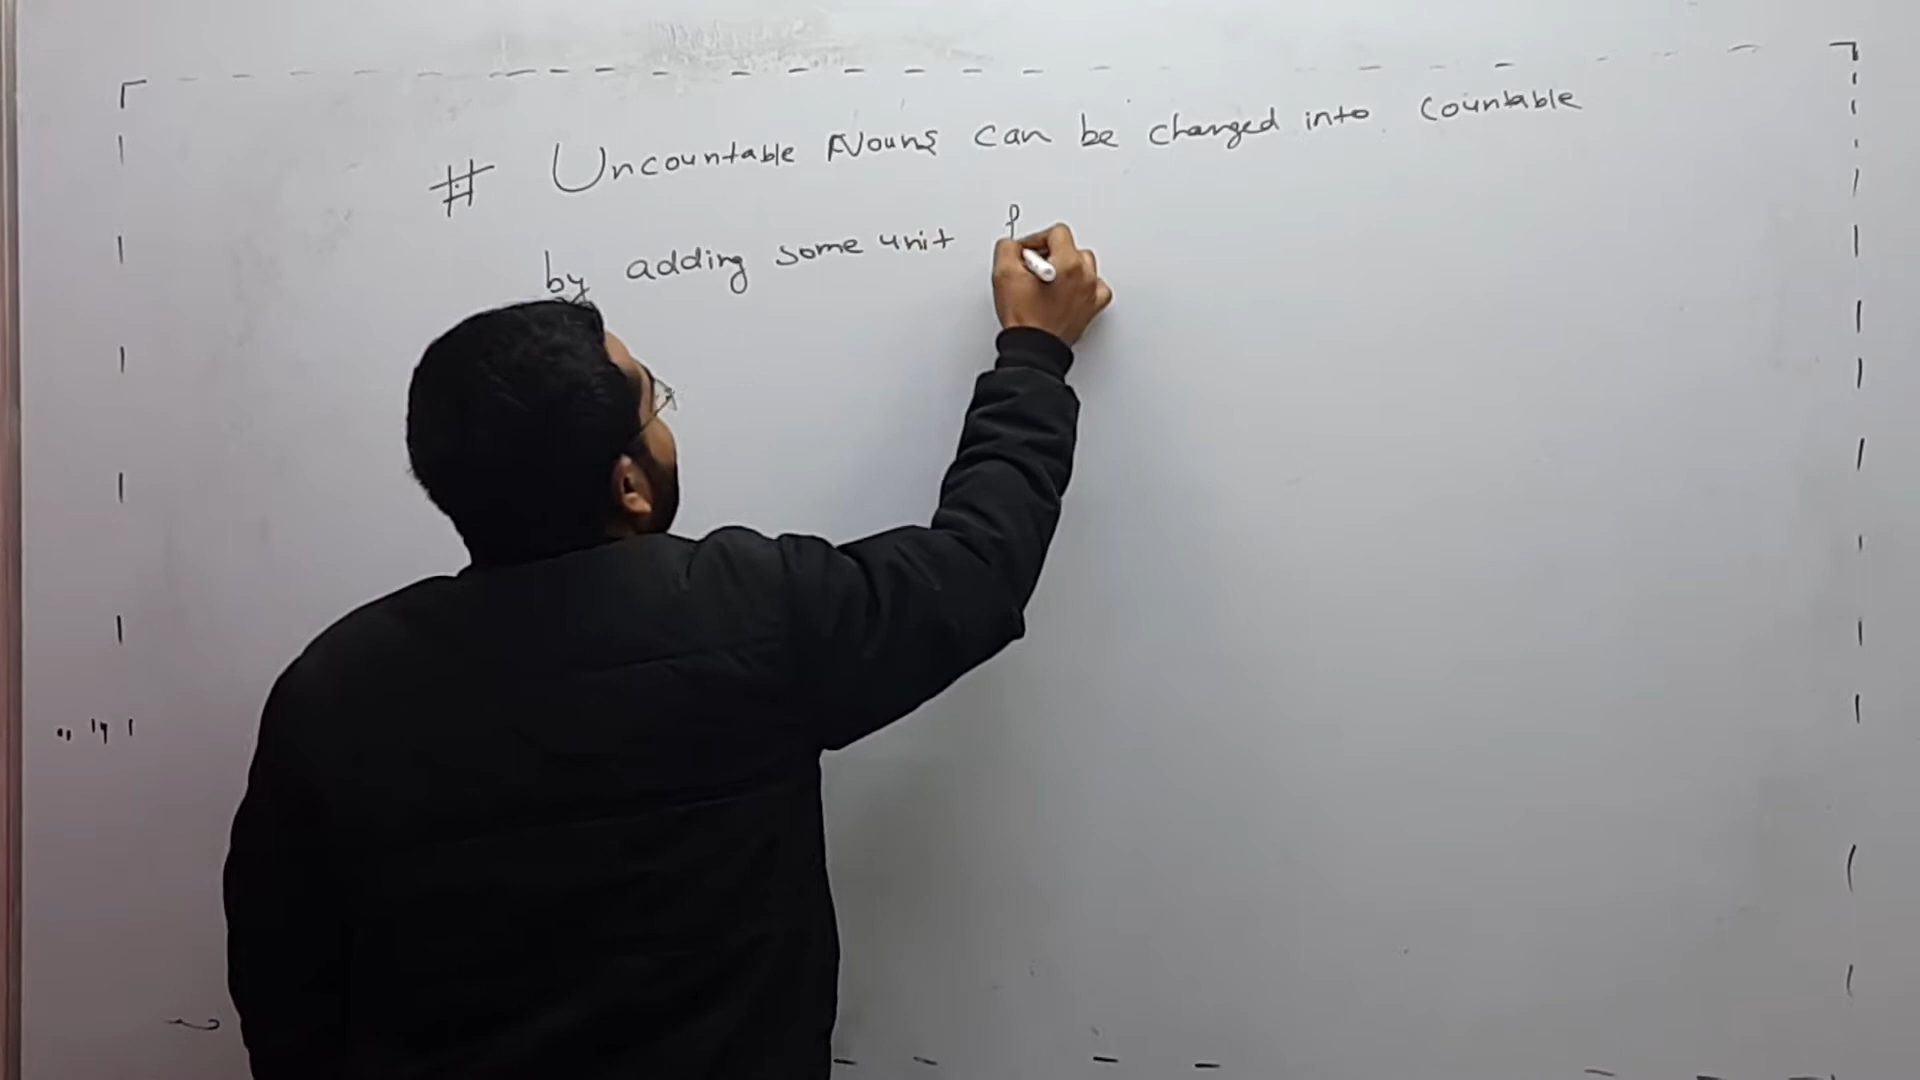 # Uncountable Nouns can be changed into Countable
by adding some unit